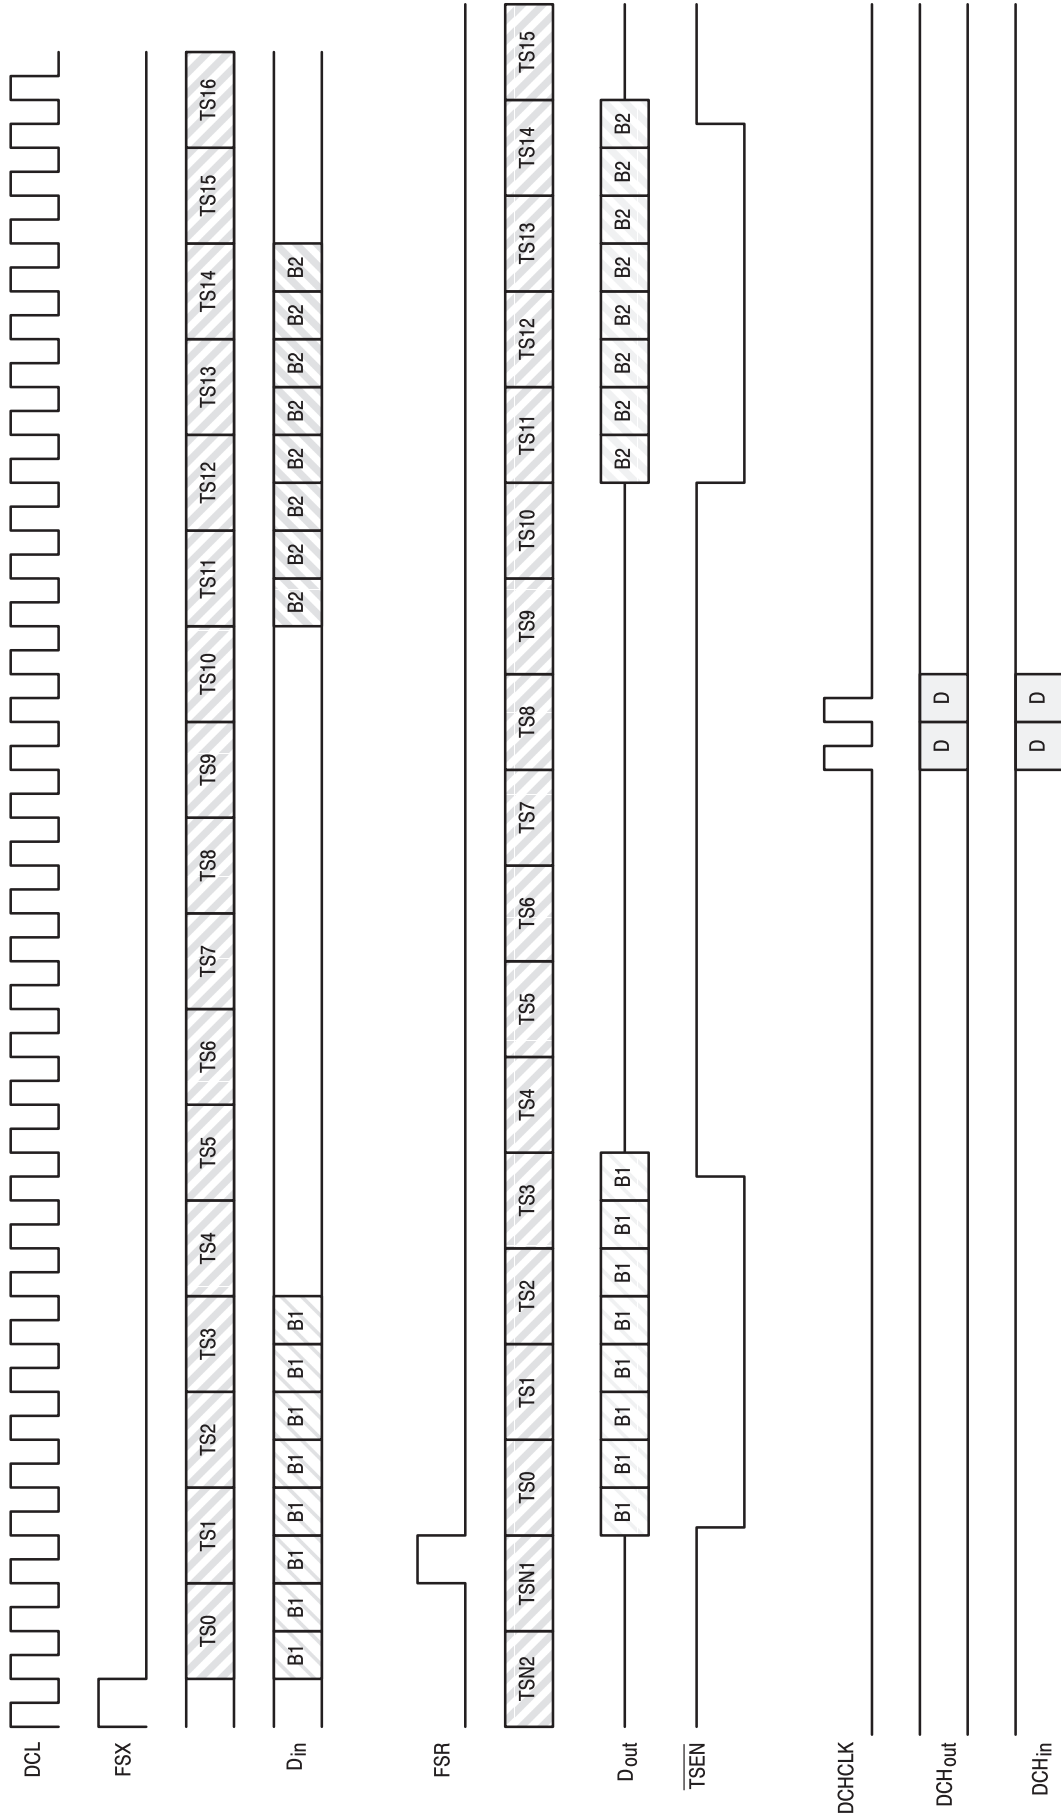 DCL
FSX
TS0 TS1 TS2 TS3 TS4 TS5 TS6 TS7 TS8 TS9 TS10 TS11 TS12 TS13 TS14 TS15 TS16
Din B1 B1 B1 B1 B1 B1 B1 B1 B2 B2 B2 B2 B2 B2 B2 B2
FSR
TSN2 TSN1 TS0 TS1 TS2 TS3 TS4 TS5 TS6 TS7 TS8 TS9 TS10 TS11 TS12 TS13 TS14 TS15
Dout B1 B1 B1 B1 B1 B1 B1 B1 B2 B2 B2 B2 B2 B2 B2 B2
TSEN
DCHCLK
DCHout D D
DCHin D D